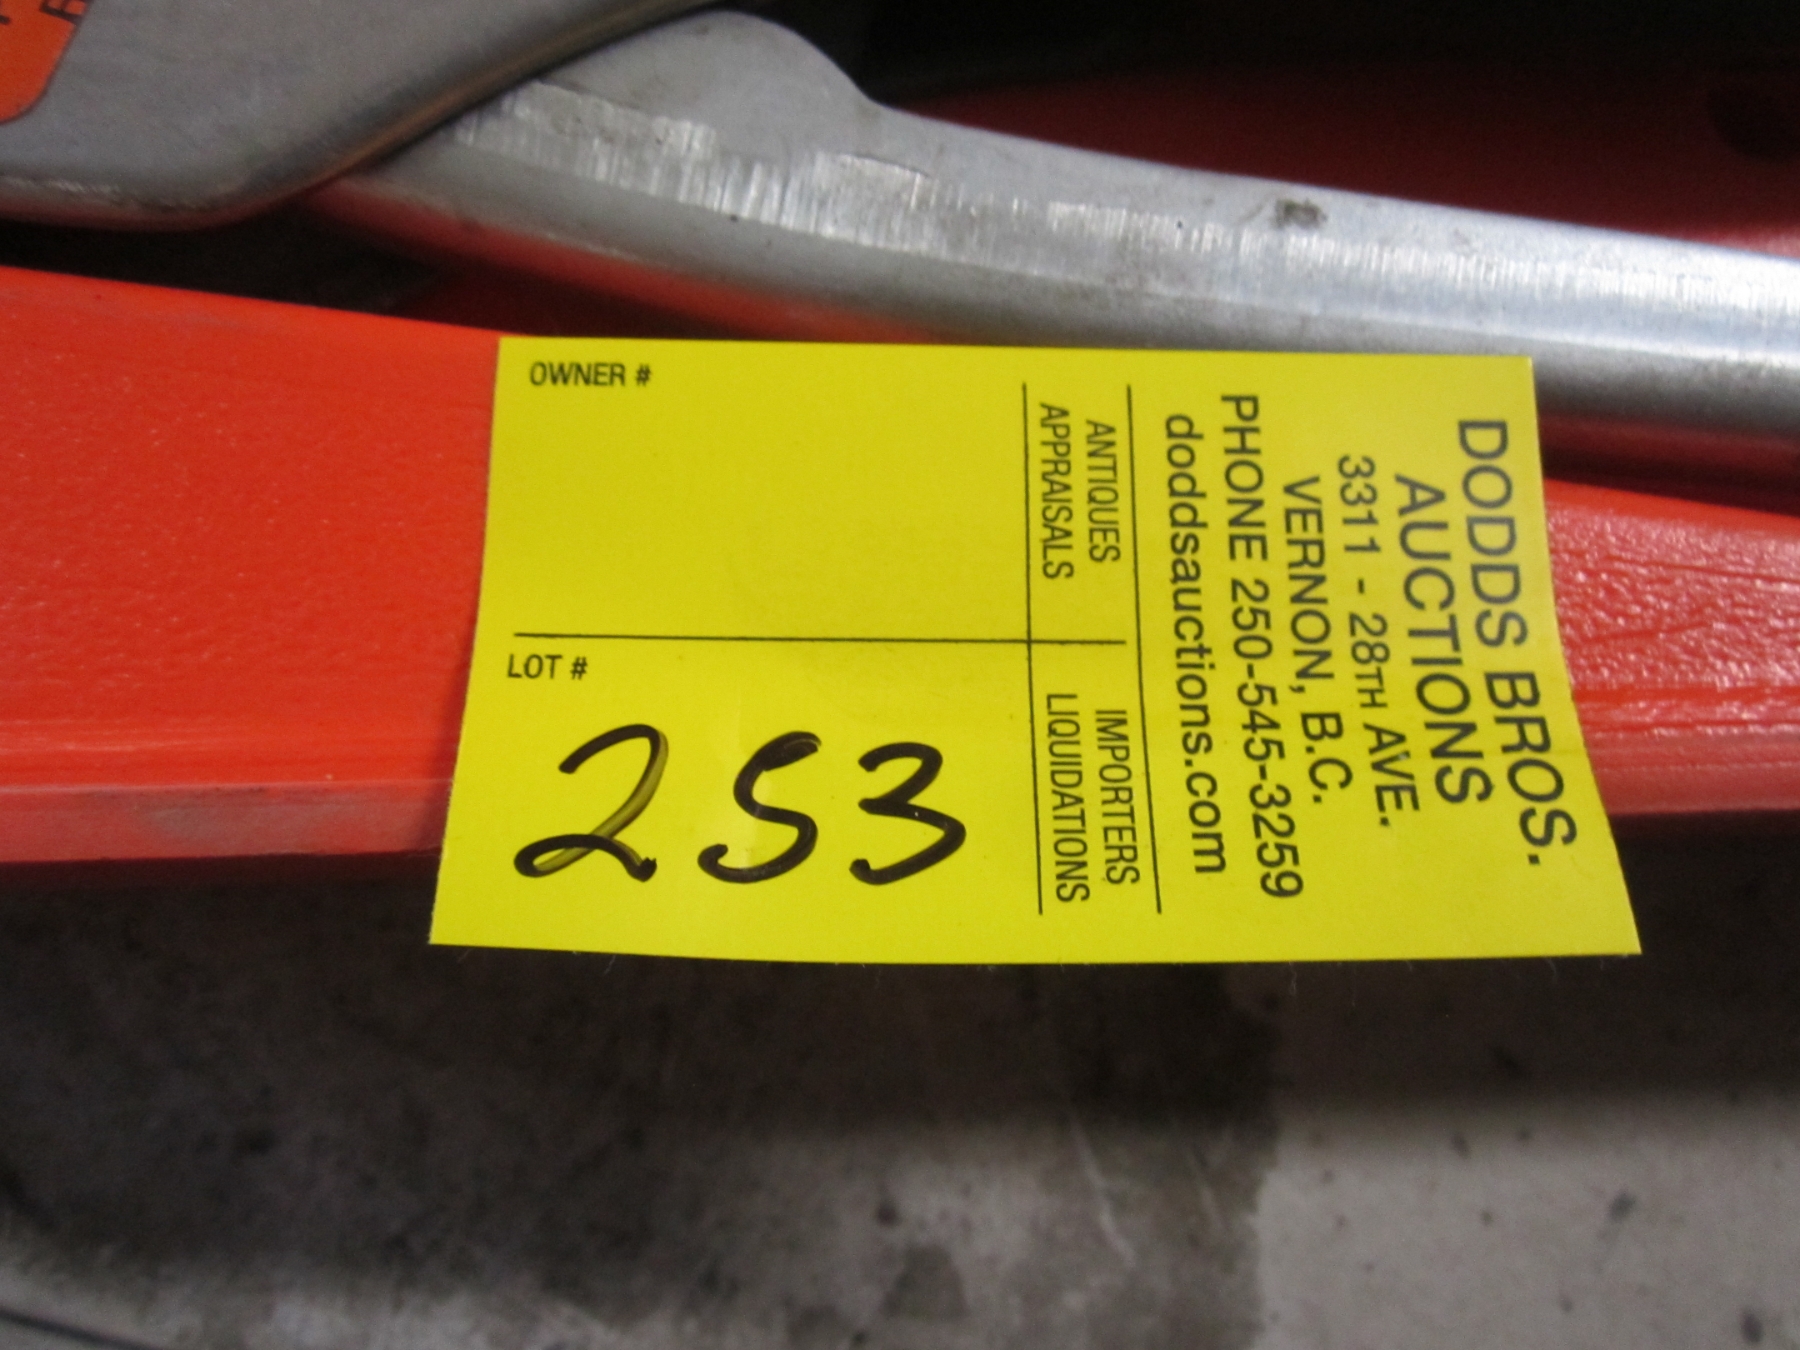 DODDS BROS.
AUCTIONS
3311 - 28TH AVE.
VERNON, B.C.
PHONE 250-545-3259
doddsauctions.com
ANTIQUES
APPRAISALS
IMPORTERS
LIQUIDATIONS
OWNER #
LOT #
253